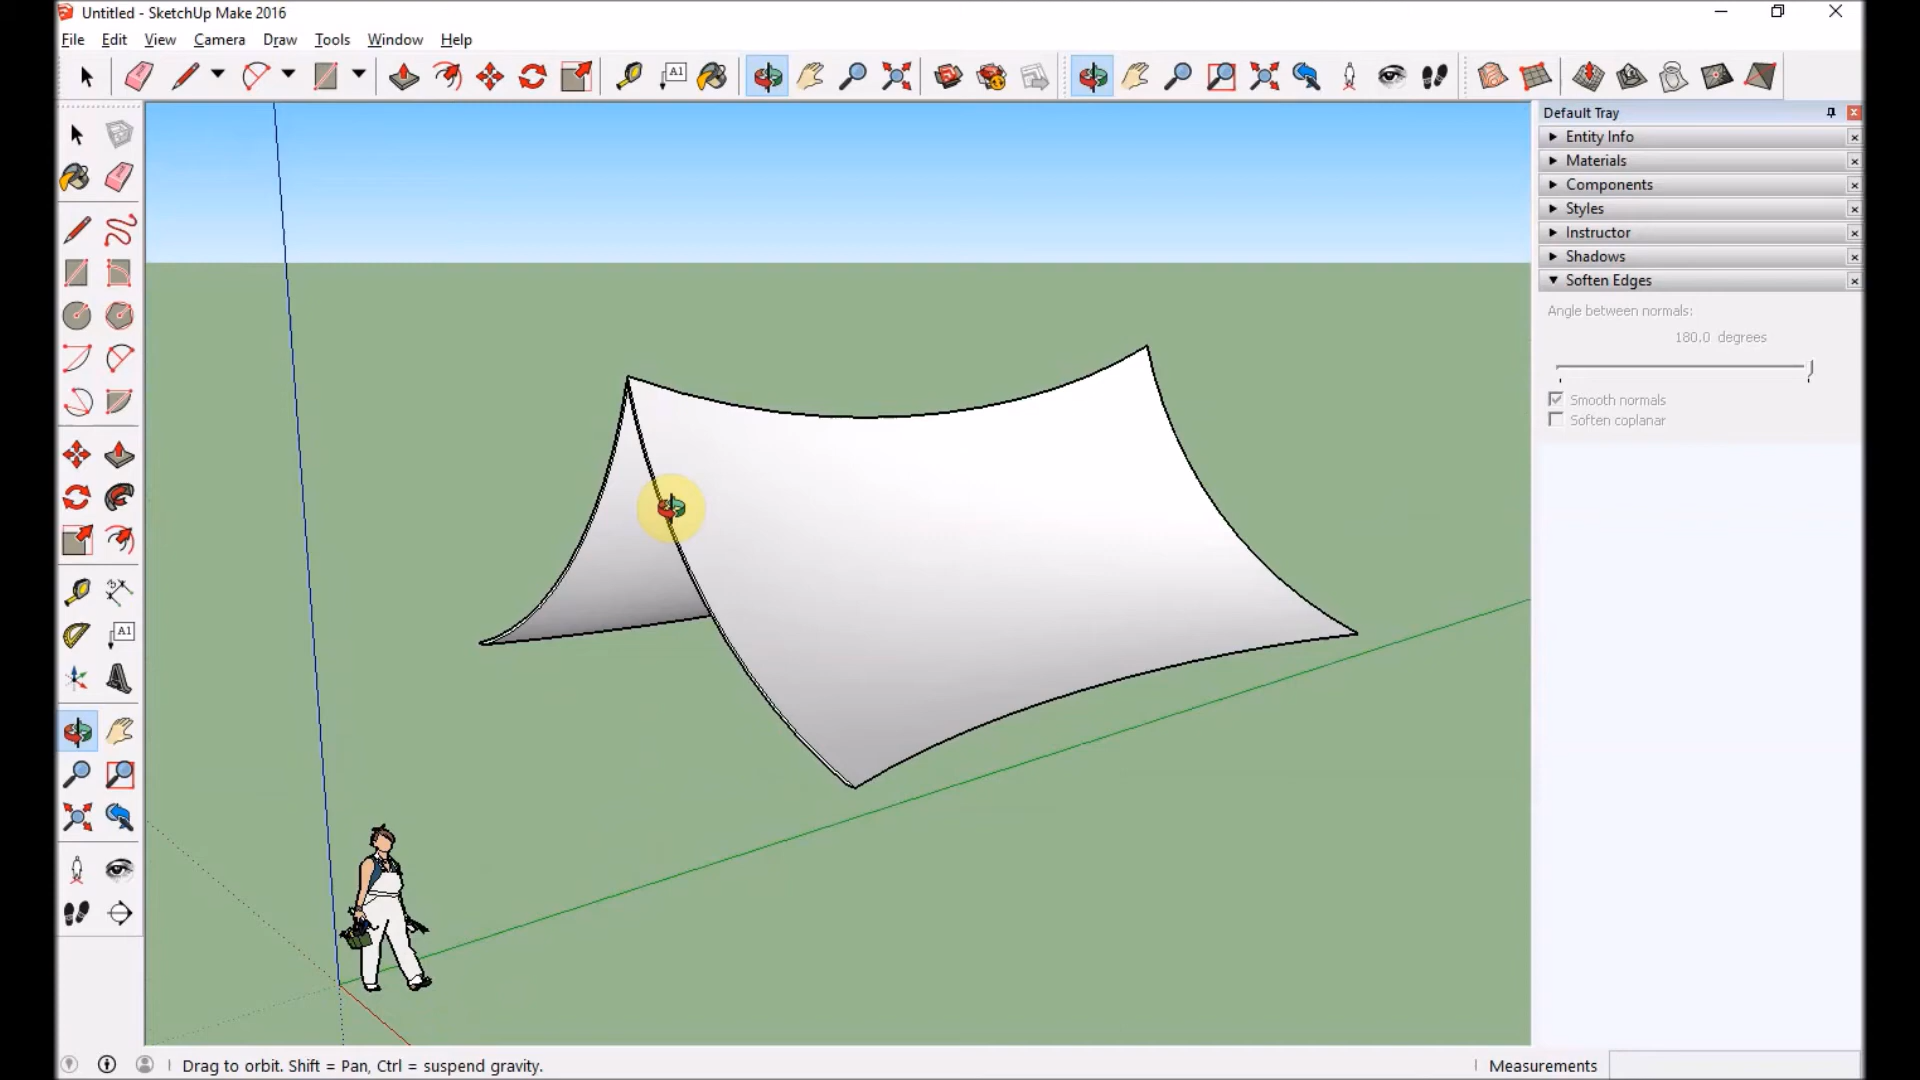 Untitled - SketchUp Make 2016
File Edit View Camera Draw Tools Window Help
A1
Default Tray
Entity Info
Materials
Components
Styles
Instructor
Shadows
Soften Edges
Angle between normals:
180.0 degrees
Smooth normals
Soften coplanar
A1
Drag to orbit. Shift = Pan, Ctrl = suspend gravity.
Measurements